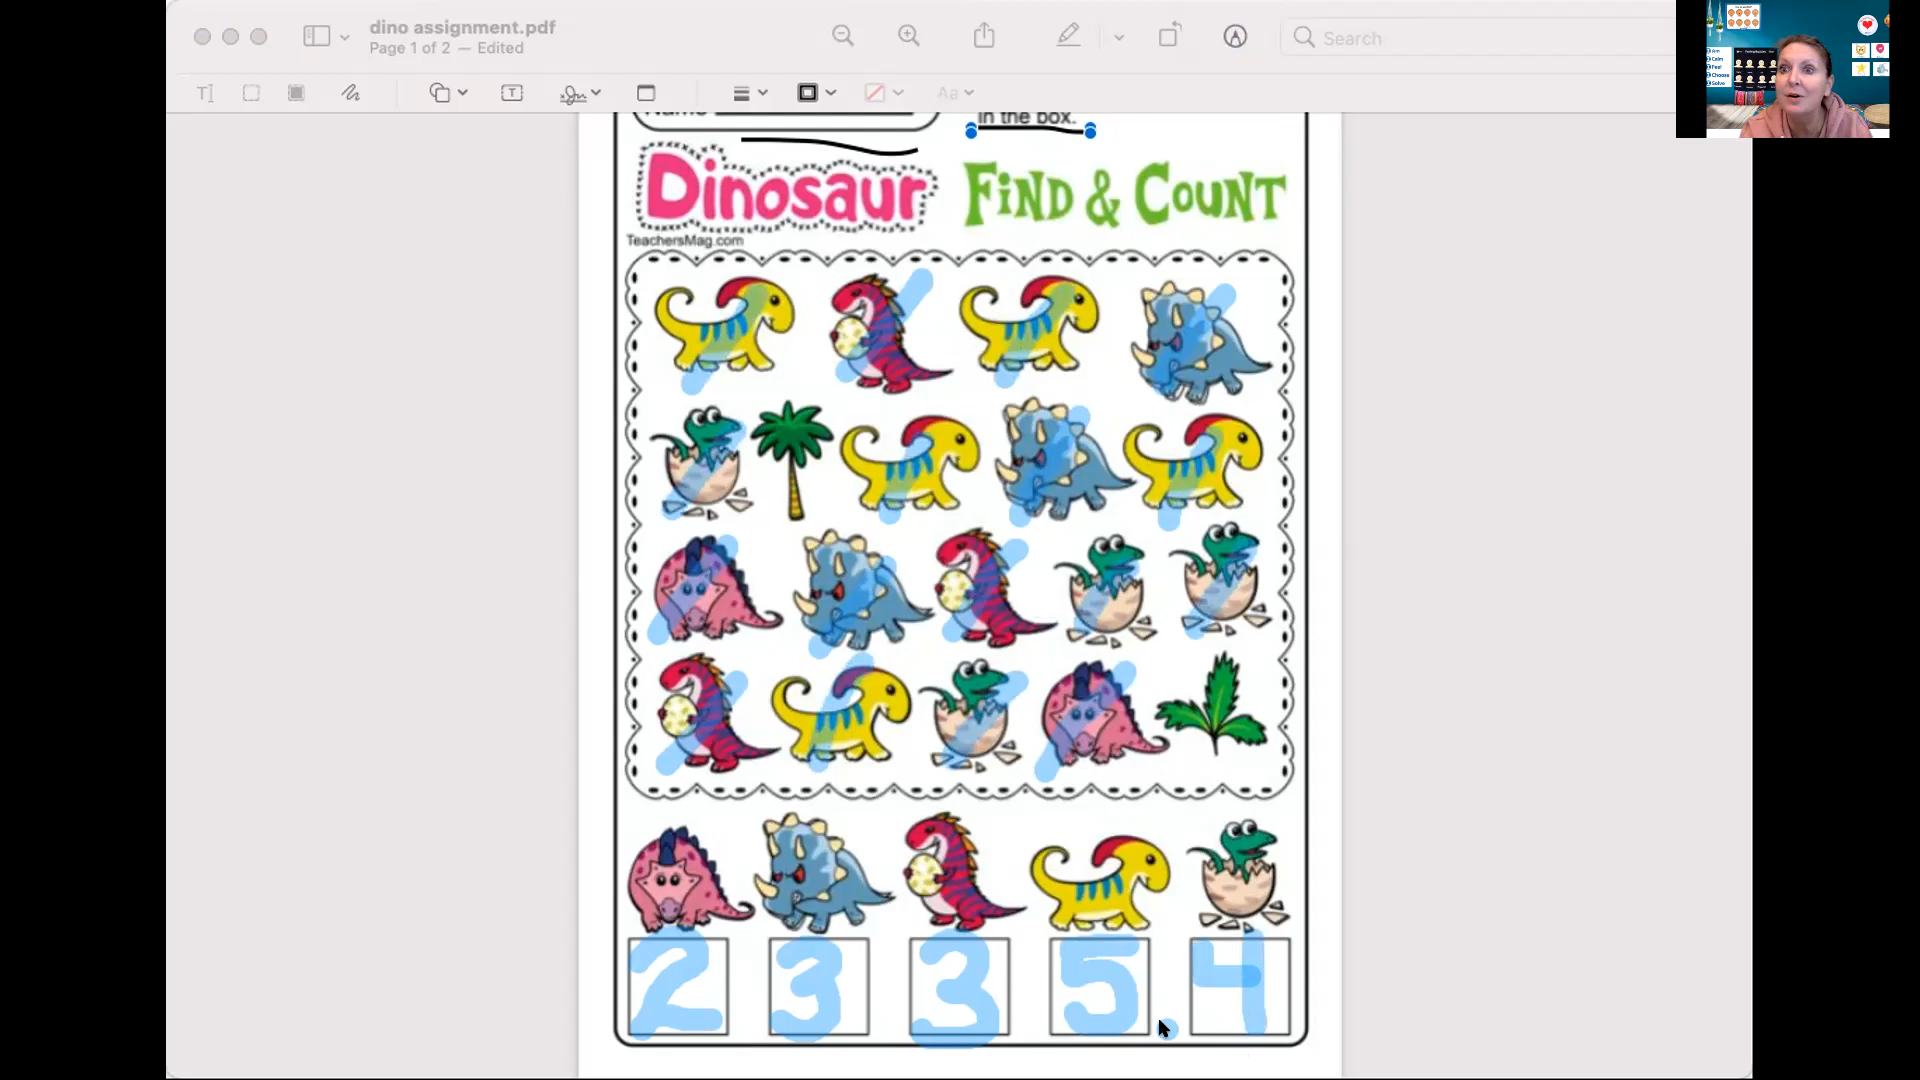 dino assignment.pdf
Page 1 of 2 — Edited
Search
Aa
in the box.
Dinosaur FIND & COUNT
TeachersMag.com
2 3 3 5 4